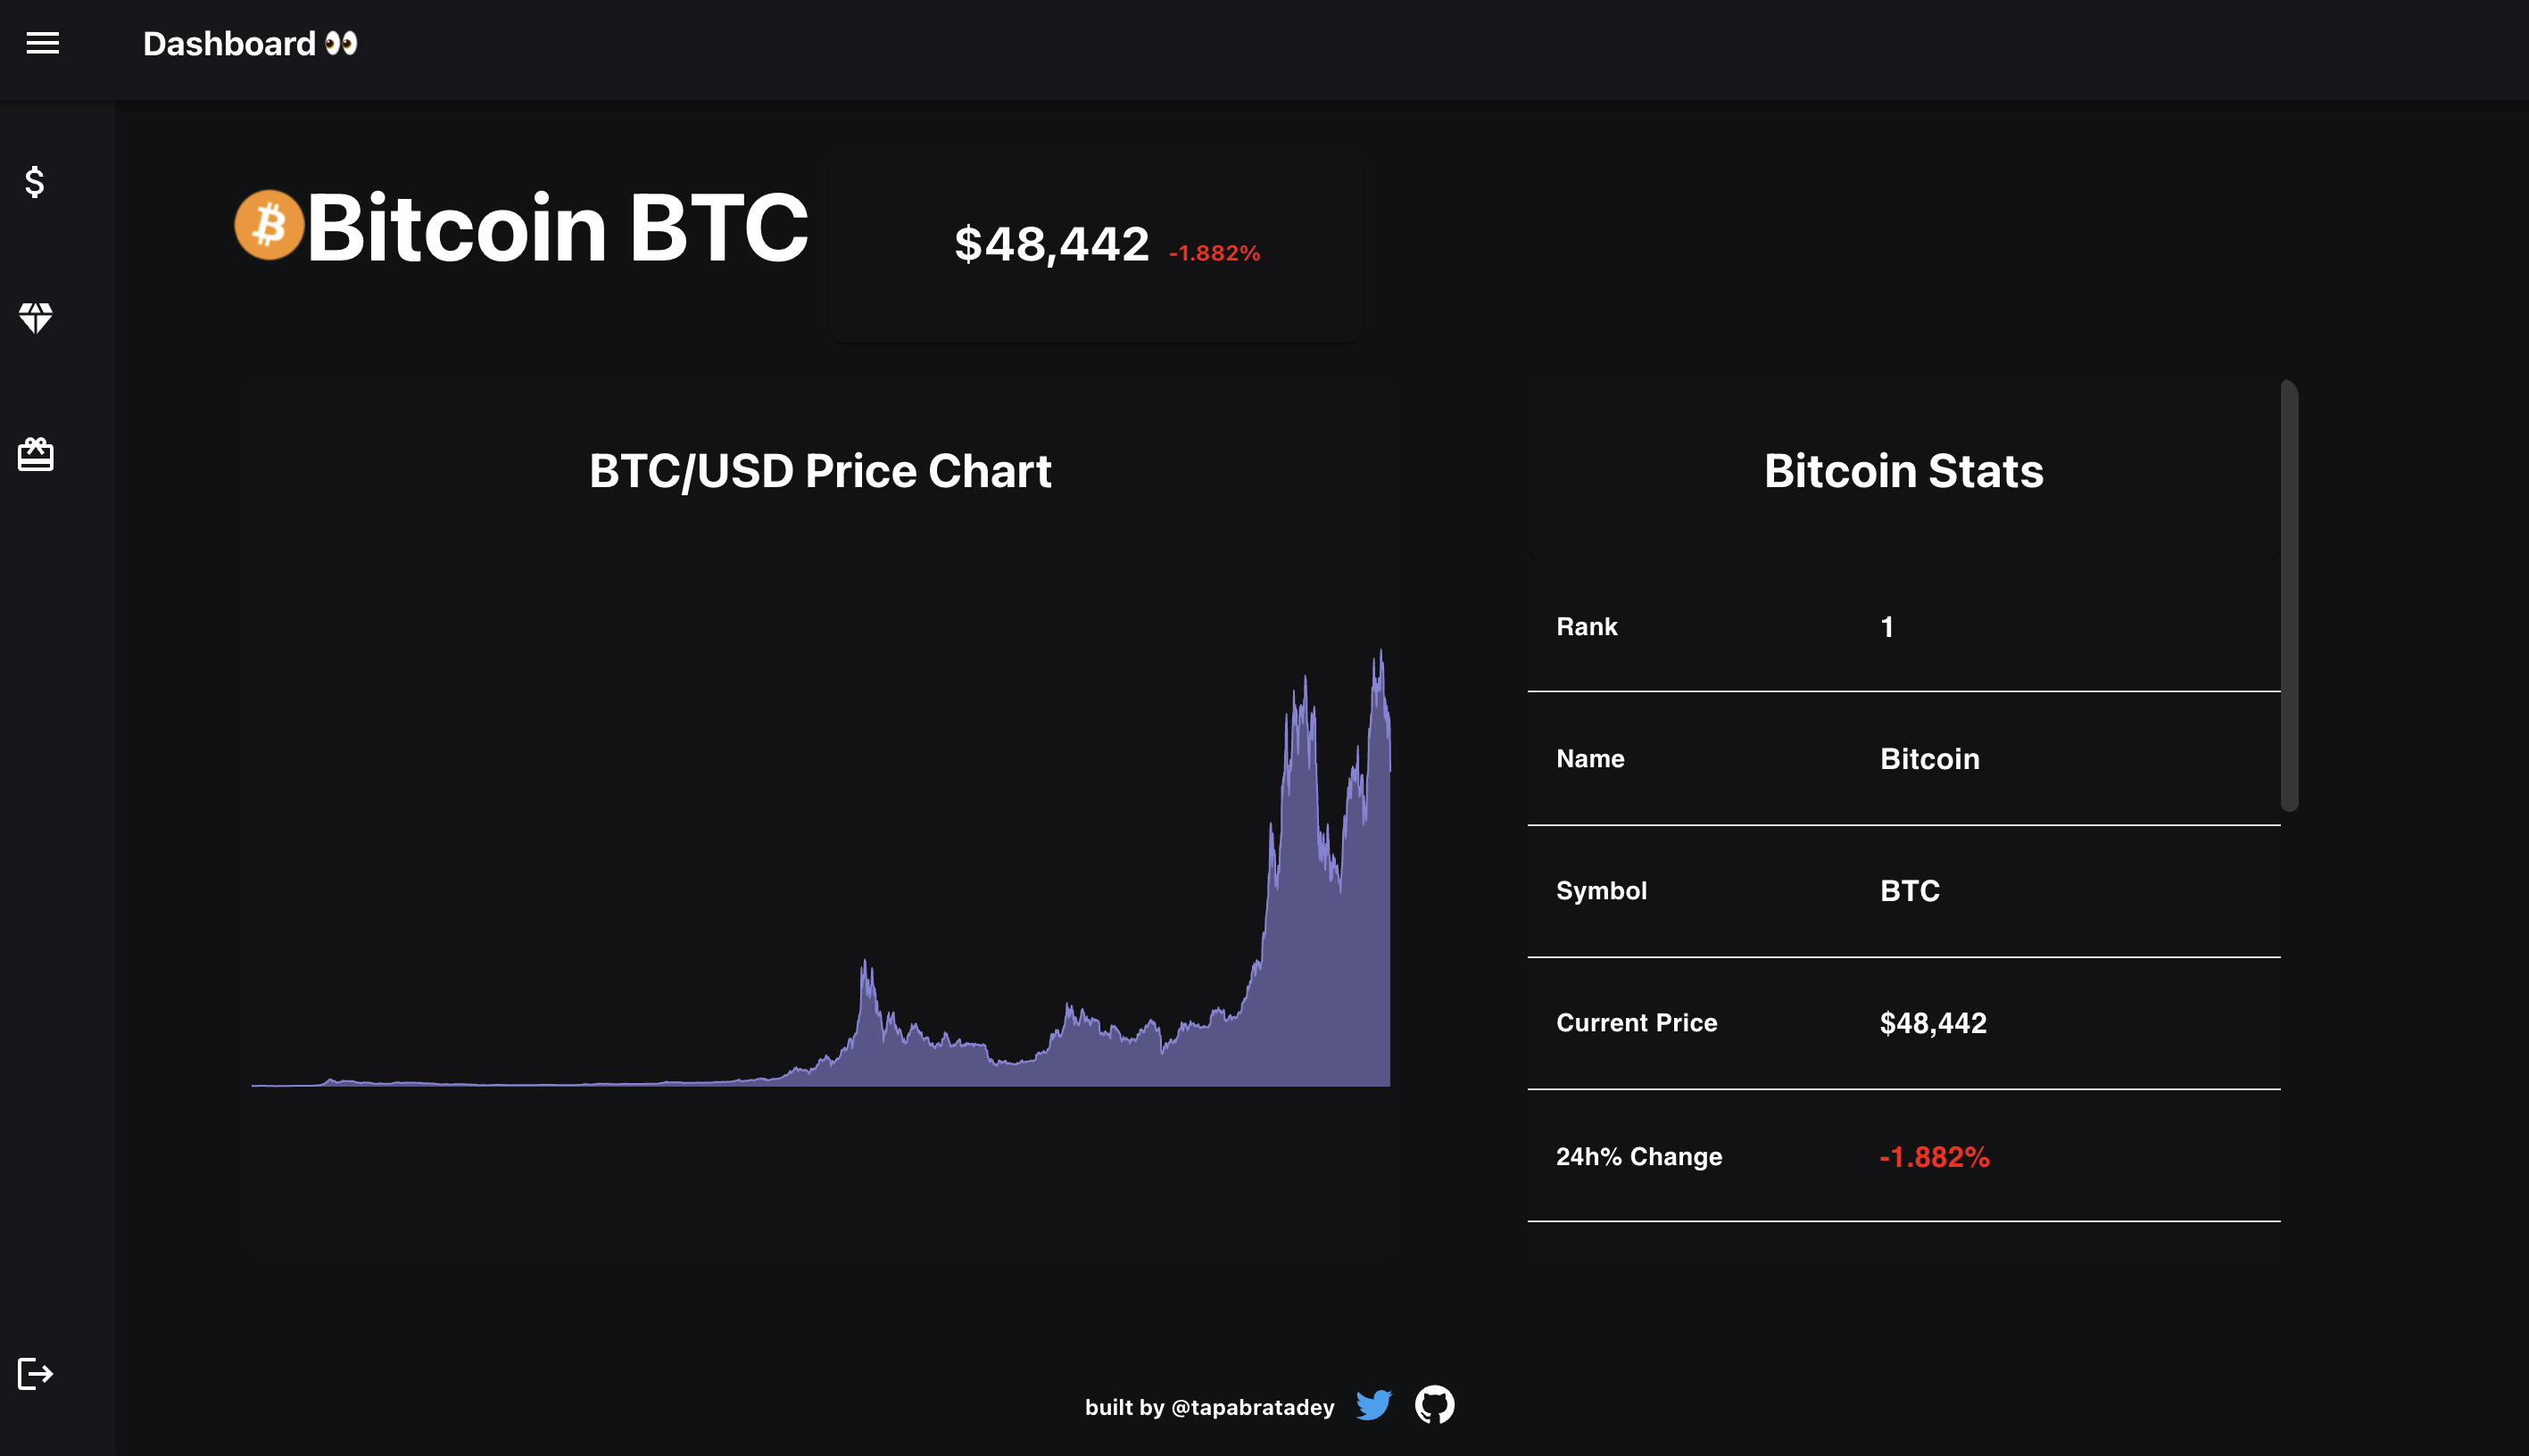 Dashboard 👀
Bitcoin BTC
$48,442 -1.882%
BTC/USD Price Chart
Bitcoin Stats
Rank 1
Name Bitcoin
Symbol BTC
Current Price $48,442
24h% Change -1.882%
built by @tapabratadey